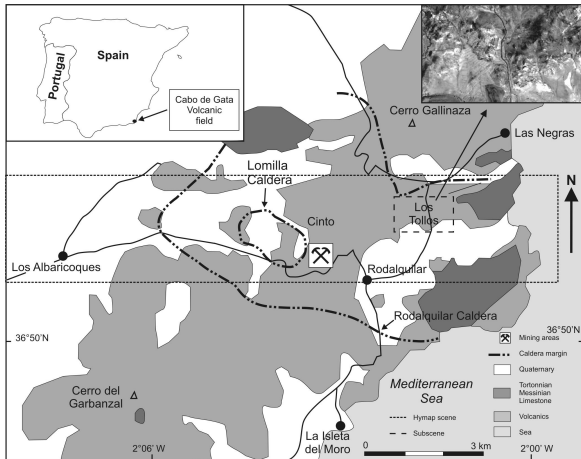 Portugal
Spain
Cabo de Gata
Volcanic
field
Cerro Gallinaza
Las Negras
Lomilla
Caldera
Cinto
Los
Tollos
N
Los Albaricoques
Rodalquilar
Rodalquilar Caldera
36°50'N
36°50'N
Cerro del
Garbanzal
Mediterranean
Sea
La Isleta
del Moro
Hymap scene
Subscene
Mining areas
Caldera margin
Quaternary
Tortonnian
Messinian
Limestone
Volcanics
Sea
0
3 km
2°06 'W
2°00 'W